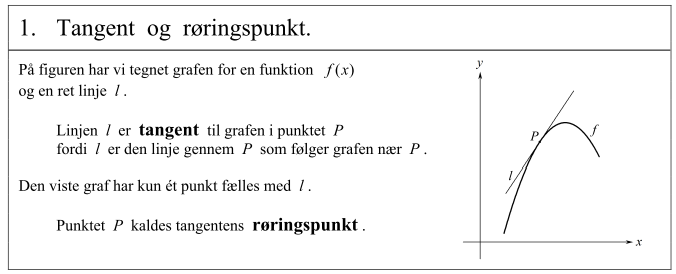 1. Tangent og røringspunkt.
På figuren har vi tegnet grafen for en funktion f(x)
og en ret linje l.
Linjen l er tangent til grafen i punktet P
fordi l er den linje gennem P som følger grafen nær P.
Den viste graf har kun ét punkt fælles med l.
Punktet P kaldes tangentens røringspunkt.
y
P
f
l
x